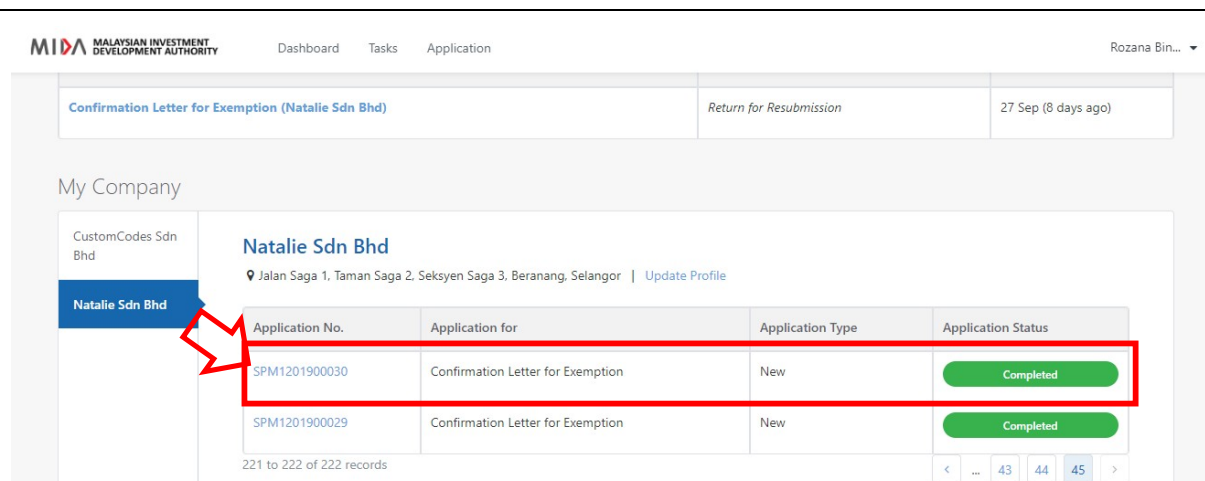 MIDA MALAYSIAN INVESTMENT DEVELOPMENT AUTHORITY Dashboard Tasks Application Rozana Bin...
Confirmation Letter for Exemption (Natalie Sdn Bhd) Return for Resubmission 27 Sep (8 days ago)
My Company
CustomCodes Sdn Bhd
Natalie Sdn Bhd
Natalie Sdn Bhd
Jalan Saga 1, Taman Saga 2, Seksyen Saga 3, Beranang, Selangor | Update Profile
Application No. Application for Application Type Application Status
SPM1201900030 Confirmation Letter for Exemption New Completed
SPM1201900029 Confirmation Letter for Exemption New Completed
221 to 222 of 222 records < ... 43 44 45 >